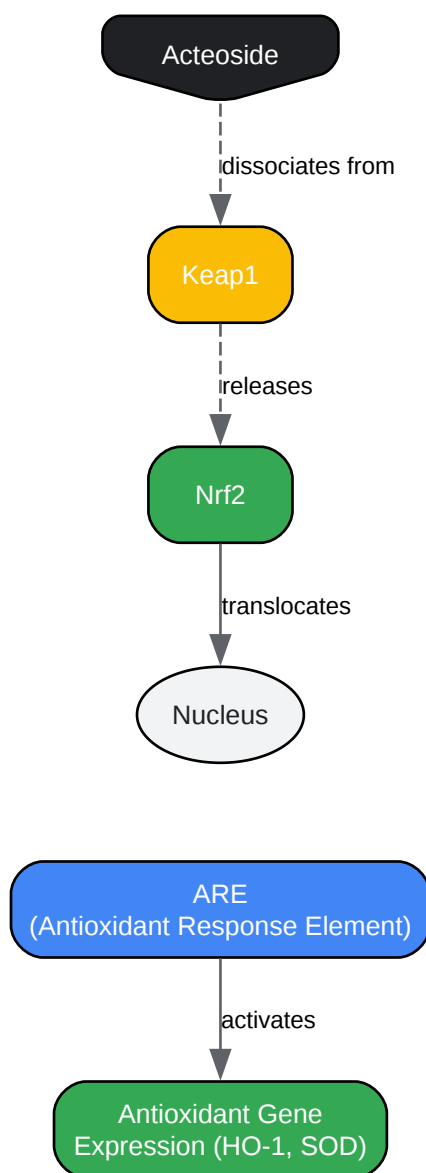 Acteoside
dissociates from
Keap1
releases
Nrf2
translocates
Nucleus
ARE
(Antioxidant Response Element)
activates
Antioxidant Gene
Expression (HO-1, SOD)